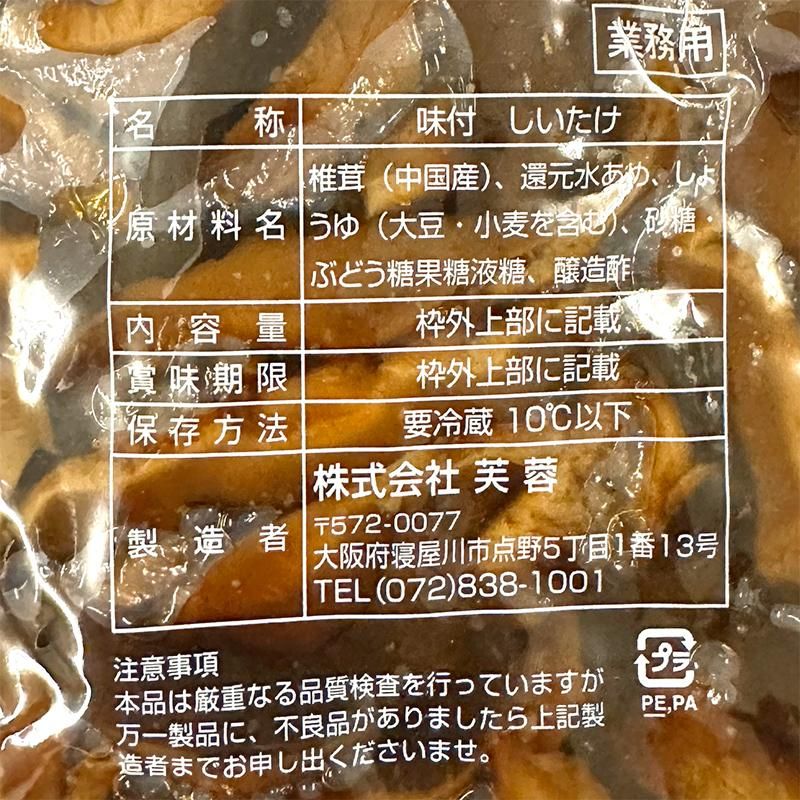 業務用
名称 味付 しいたけ
原材料名 椎茸（中国産）、還元水あめ、しょ
うゆ（大豆・小麦を含む）、砂糖・
ぶどう糖果糖液糖、醸造酢
内容量 枠外上部に記載
賞味期限 枠外上部に記載
保存方法 要冷蔵 10℃以下
製造者 株式会社 芙蓉
〒572-0077
大阪府寝屋川市点野5丁目1番13号
TEL(072)838-1001
注意事項
本品は厳重なる品質検査を行っていますが
万一製品に、不良品がありましたら上記製
造者までお申し出くださいませ。
プラ
PE,PA